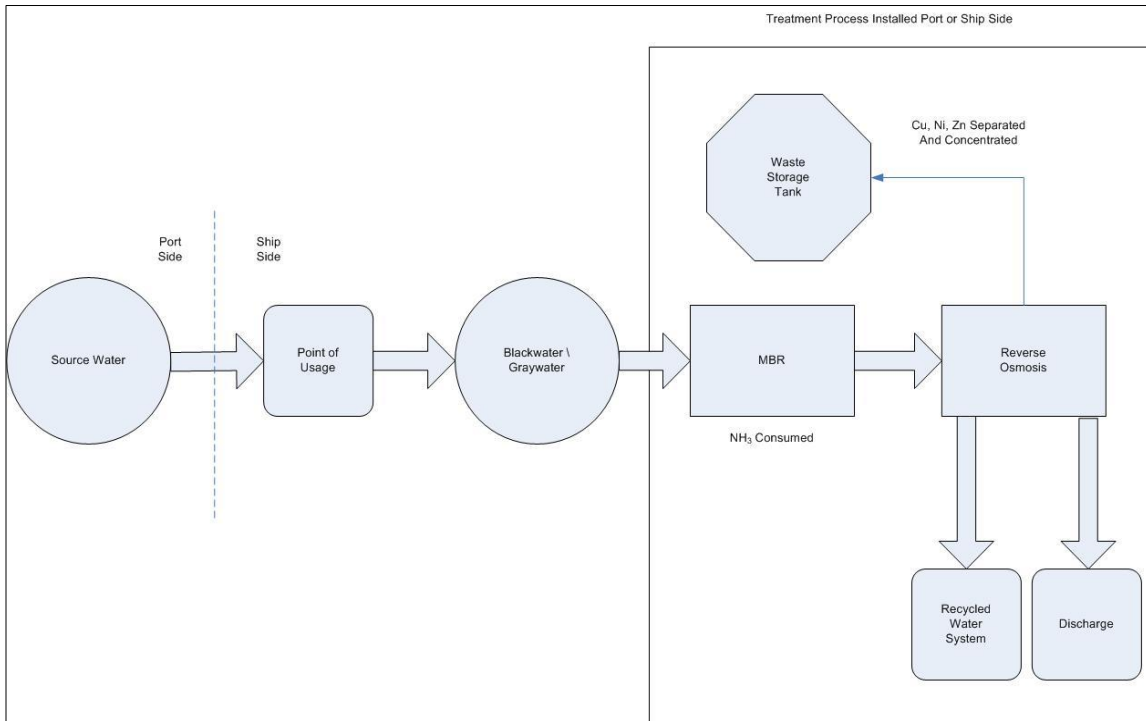 Treatment Process Installed Port or Ship Side
Cu, Ni, Zn Separated
And Concentrated
Waste
Storage
Tank
Port
Side
Ship
Side
Source Water
Point of
Usage
Blackwater \
Graywater
MBR
Reverse
Osmosis
NH₃ Consumed
Recycled
Water
System
Discharge